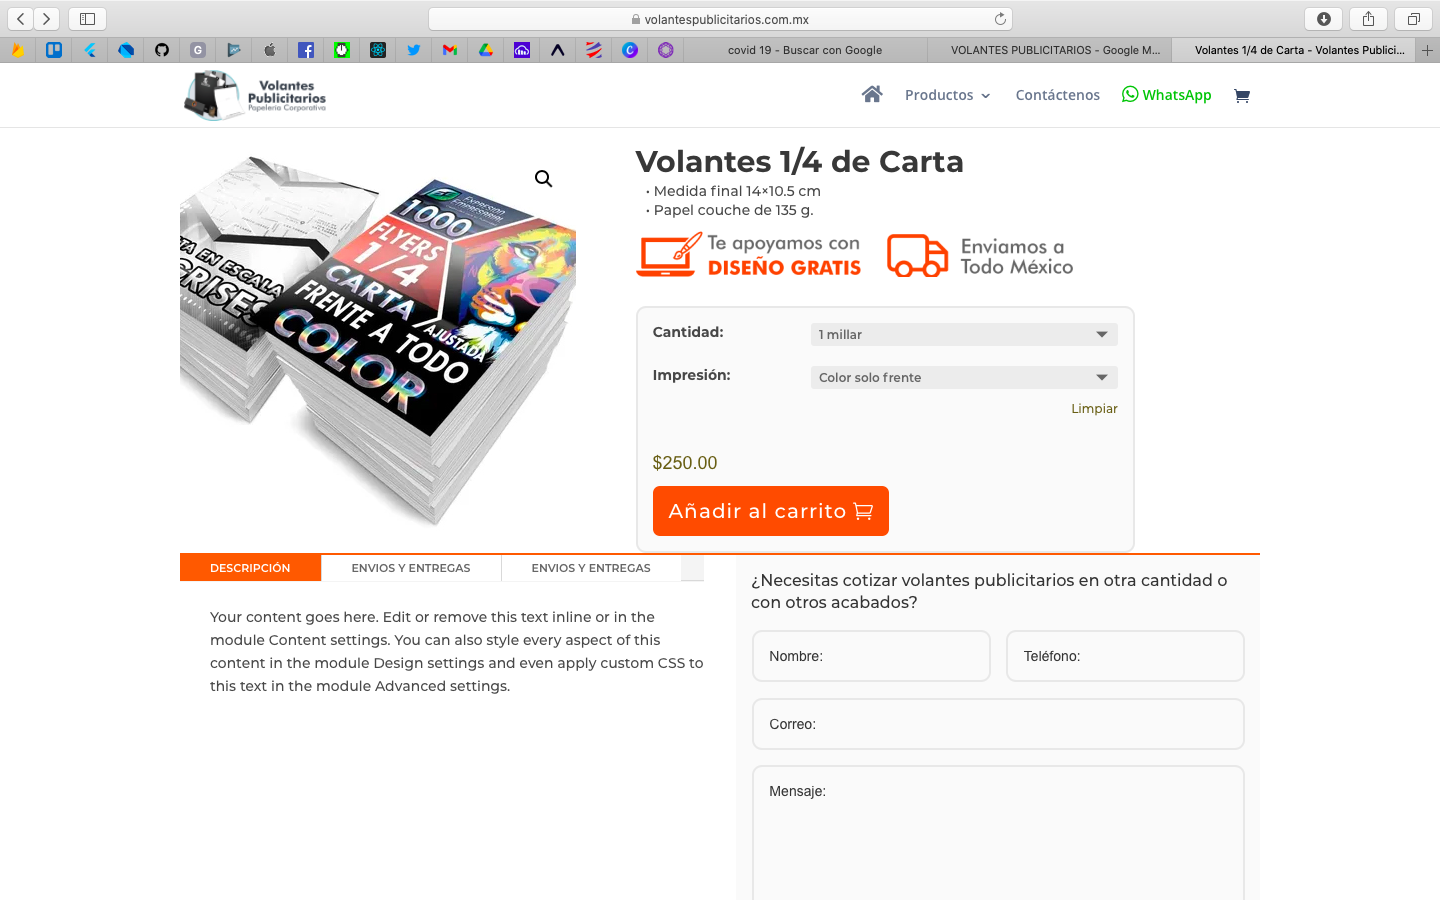 volantespublicitarios.com.mx
covid 19 - Buscar con Google
VOLANTES PUBLICITARIOS - Google M...
Volantes 1/4 de Carta - Volantes Publici...
Volantes
Publicitarios
Papelería Corporativa
Productos
Contáctenos
WhatsApp
Volantes 1/4 de Carta
• Medida final 14×10.5 cm
• Papel couche de 135 g.
Te apoyamos con
DISEÑO GRATIS
Enviamos a
Todo México
TA EN ESCALA
GRISES
EXPRESIÓN
EMPRESARIAL
1000
FLYERS
1/4
CARTA
FRENTE A TODO
COLOR
AJUSTADA
Cantidad:
1 millar
Impresión:
Color solo frente
Limpiar
$250.00
Añadir al carrito
DESCRIPCIÓN
ENVIOS Y ENTREGAS
ENVIOS Y ENTREGAS
Your content goes here. Edit or remove this text inline or in the
module Content settings. You can also style every aspect of this
content in the module Design settings and even apply custom CSS to
this text in the module Advanced settings.
¿Necesitas cotizar volantes publicitarios en otra cantidad o
con otros acabados?
Nombre:
Teléfono:
Correo:
Mensaje: